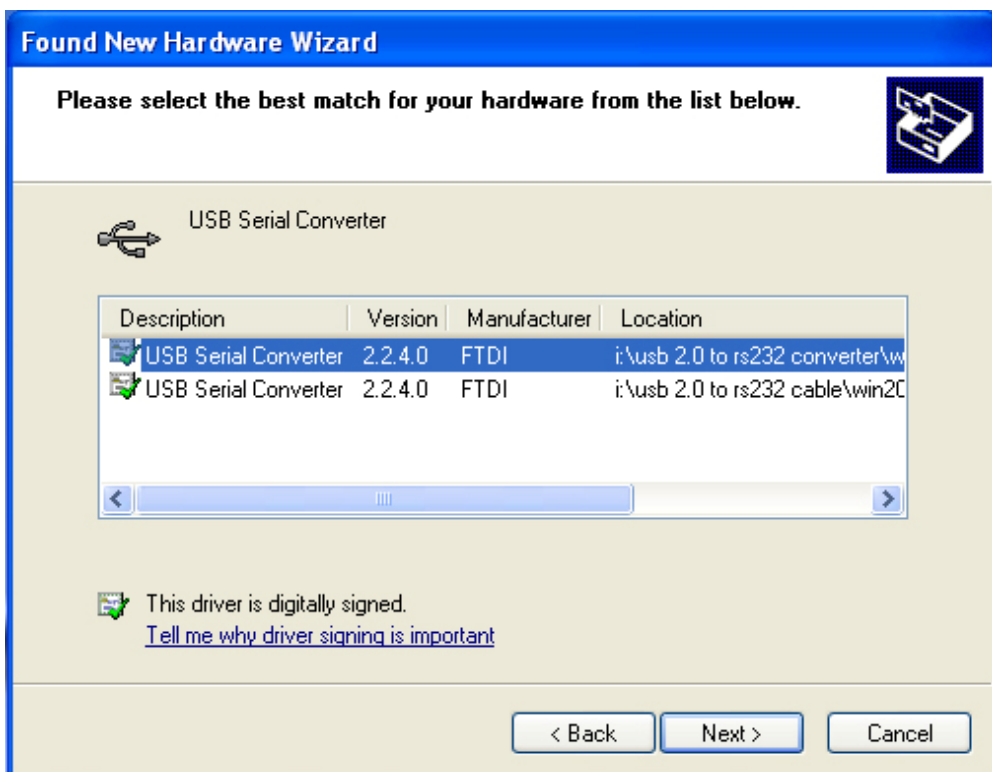 Found New Hardware Wizard
Please select the best match for your hardware from the list below.
USB Serial Converter
Description Version Manufacturer Location
USB Serial Converter 2.2.4.0 FTDI i:\usb 2.0 to rs232 converter\w
USB Serial Converter 2.2.4.0 FTDI i:\usb 2.0 to rs232 cable\win20
This driver is digitally signed.
Tell me why driver signing is important
< Back Next > Cancel